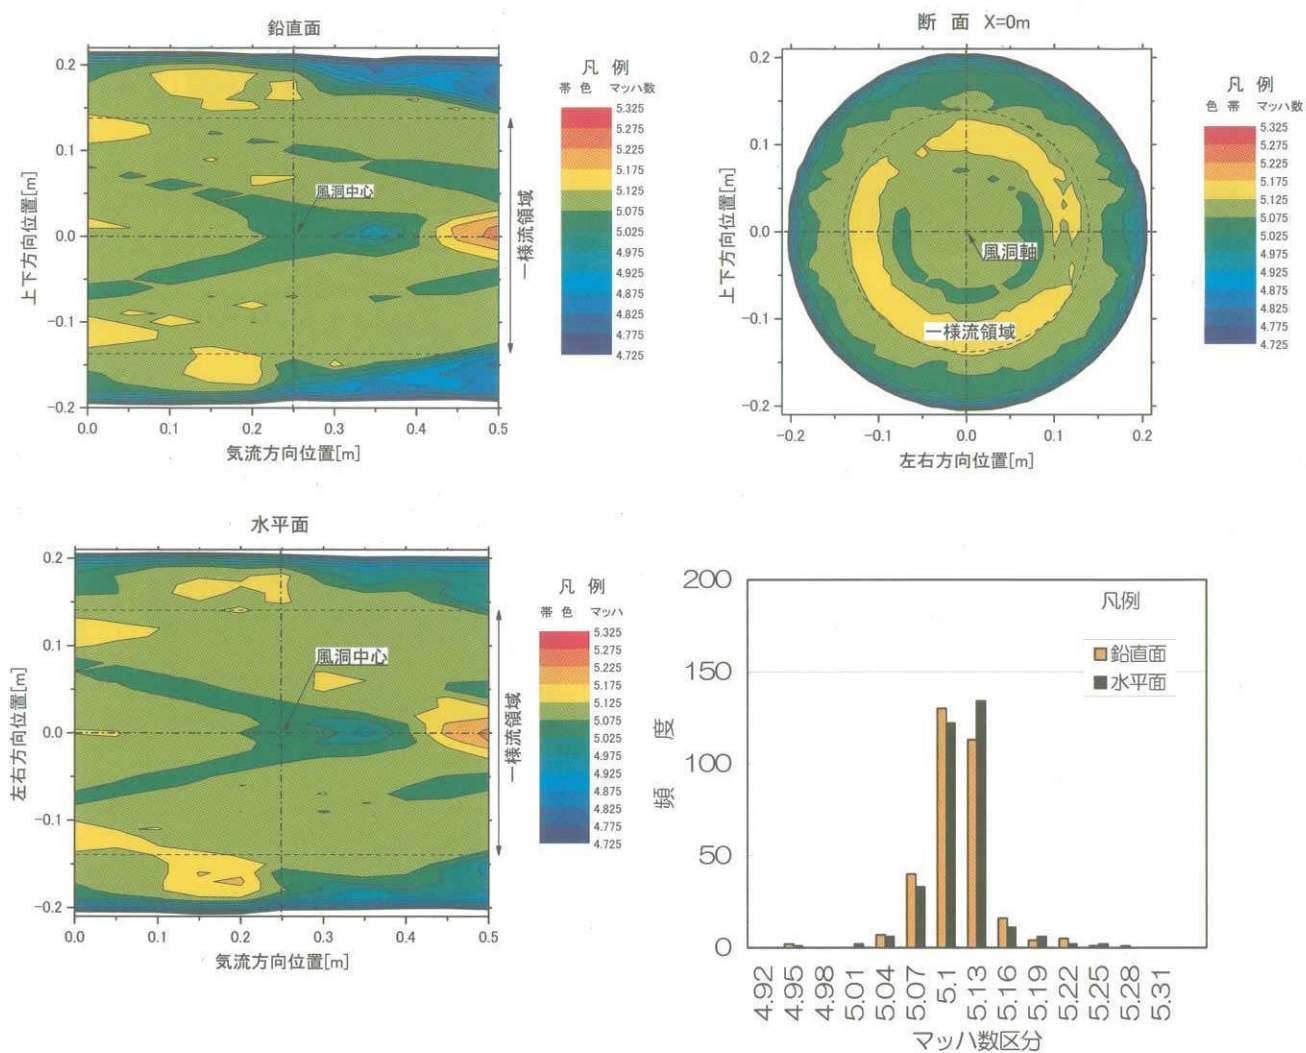 鉛直面
0.2
0.1
0.0
-0.1
-0.2
上下方向位置[m]
0.0 0.1 0.2 0.3 0.4 0.5
気流方向位置[m]
風洞中心
一様流領域
凡 例
帯 色 マッハ数
5.325
5.275
5.225
5.175
5.125
5.075
5.025
4.975
4.925
4.875
4.825
4.775
4.725
断 面 X=0m
0.2
0.1
0.0
-0.1
-0.2
上下方向位置[m]
-0.2 -0.1 0.0 0.1 0.2
左右方向位置[m]
風洞軸
一様流領域
凡 例
色 帯 マッハ数
5.325
5.275
5.225
5.175
5.125
5.075
5.025
4.975
4.925
4.875
4.825
4.775
4.725
水平面
0.2
0.1
0.0
-0.1
-0.2
左右方向位置[m]
0.0 0.1 0.2 0.3 0.4 0.5
気流方向位置[m]
風洞中心
一様流領域
凡 例
帯 色 マッハ
5.325
5.275
5.225
5.175
5.125
5.075
5.025
4.975
4.925
4.875
4.825
4.775
4.725
200
150
100
50
0
頻 度
凡例
鉛直面
水平面
4.92 4.95 4.98 5.01 5.04 5.07 5.1 5.13 5.16 5.19 5.22 5.25 5.28 5.31
マッハ数区分